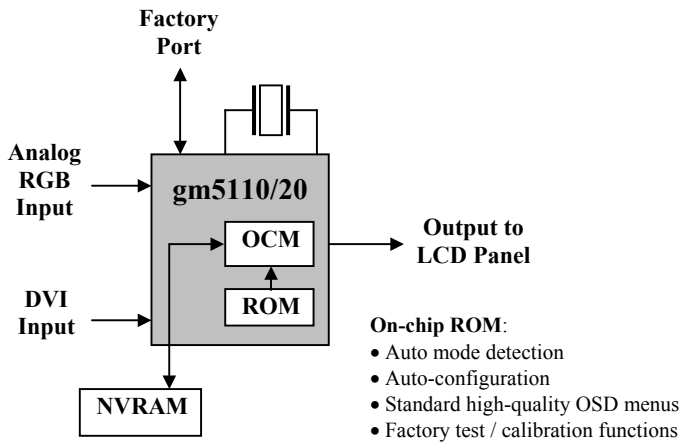 Factory
Port
Analog
RGB
Input
gm5110/20
OCM
Output to
LCD Panel
ROM
DVI
Input
NVRAM
On-chip ROM:
• Auto mode detection
• Auto-configuration
• Standard high-quality OSD menus
• Factory test / calibration functions